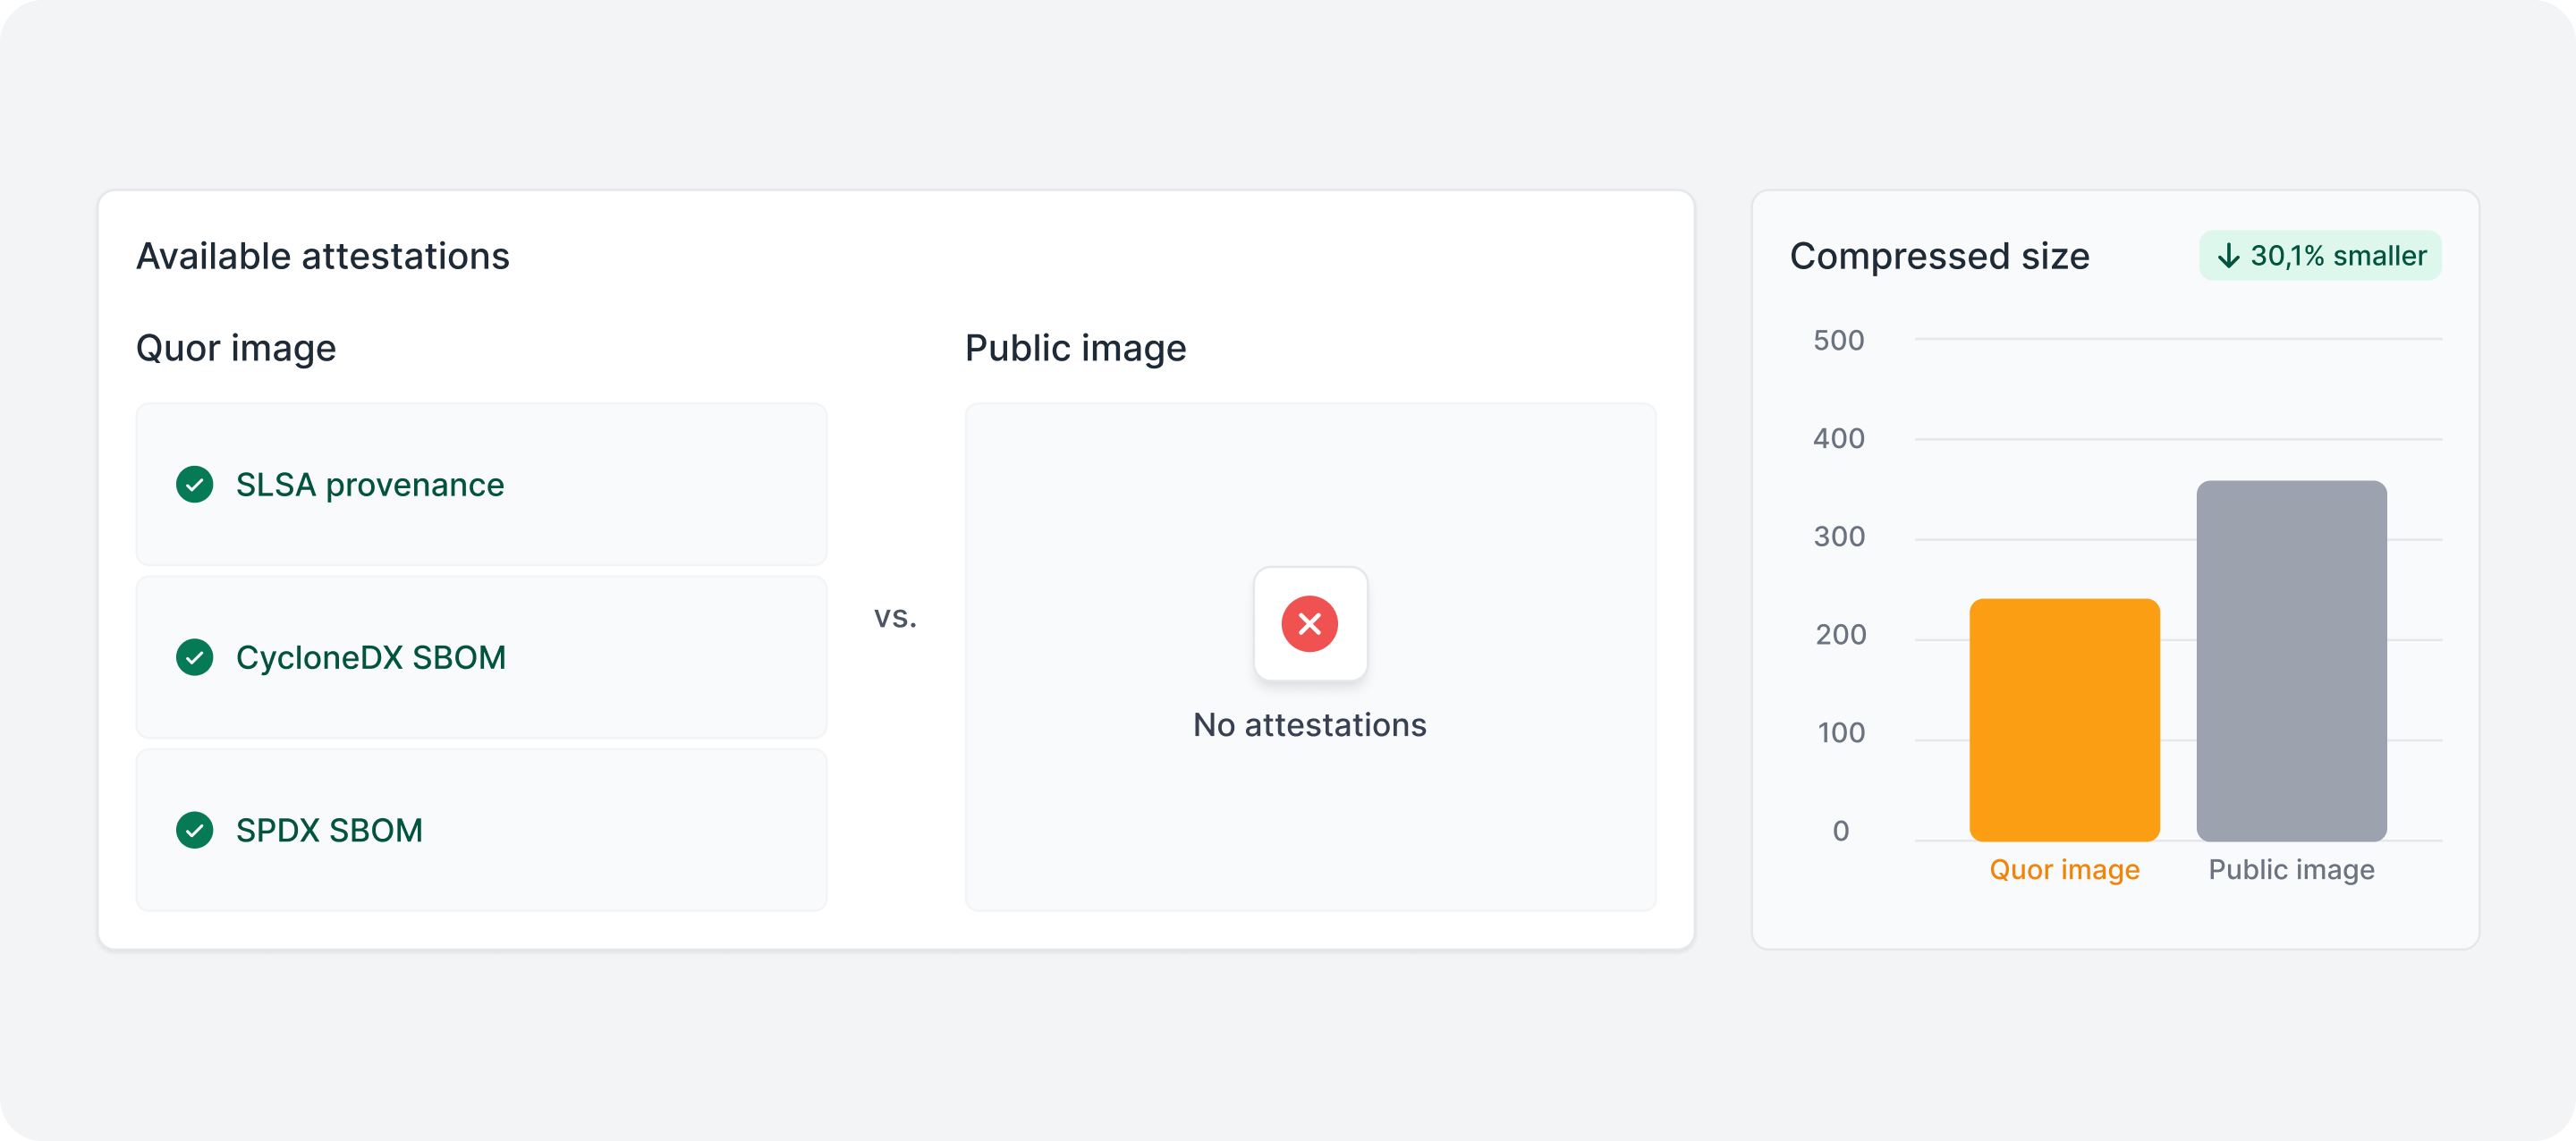 Available attestations
Quor image
SLSA provenance
CycloneDX SBOM
SPDX SBOM
vs.
Public image
No attestations
Compressed size
30,1% smaller
500
400
300
200
100
0
Quor image
Public image